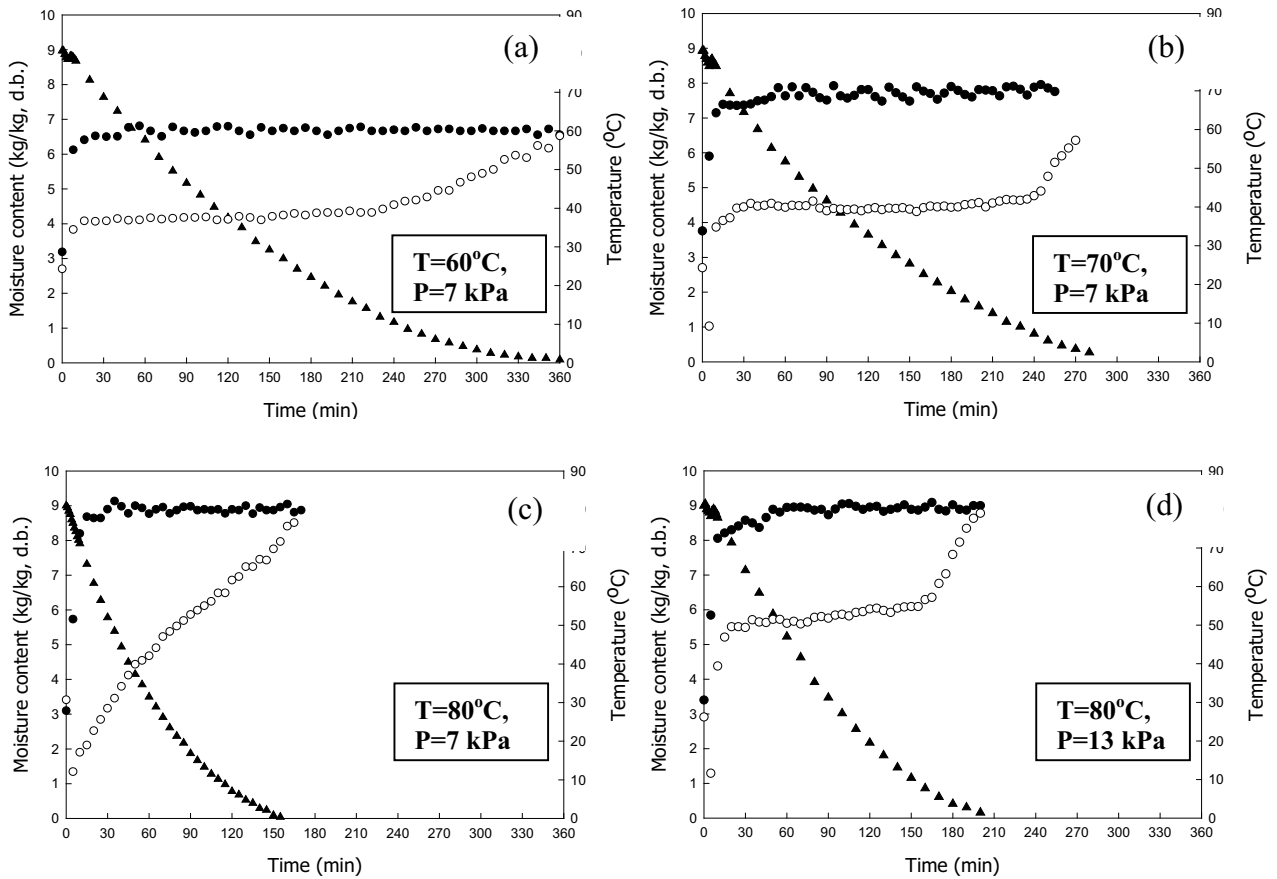 (a)
Moisture content (kg/kg, d.b.)
10
9
8
7
6
5
4
3
2
1
0
90
70
60
50
40
30
20
10
0
Temperature (°C)
T=60°C,
P=7 kPa
0 30 60 90 120 150 180 210 240 270 300 330 360
Time (min)
(b)
Moisture content (kg/kg, d.b.)
10
9
8
7
6
5
4
3
2
1
0
90
70
60
50
40
30
20
10
0
Temperature (°C)
T=70°C,
P=7 kPa
0 30 60 90 120 150 180 210 240 270 300 330 360
Time (min)
(c)
Moisture content (kg/kg, d.b.)
10
9
8
7
6
5
4
3
2
1
0
90
70
60
50
40
30
20
10
0
Temperature (°C)
T=80°C,
P=7 kPa
0 30 60 90 120 150 180 210 240 270 300 330 360
Time (min)
(d)
Moisture content (kg/kg, d.b.)
10
9
8
7
6
5
4
3
2
1
0
90
70
60
50
40
30
20
10
0
Temperature (°C)
T=80°C,
P=13 kPa
0 30 60 90 120 150 180 210 240 270 300 330 360
Time (min)